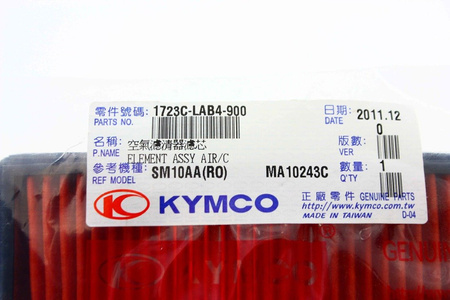 零件號碼: 1723C-LAB4-900
PARTS NO.
日期: 2011.12
DATE
名稱: 空氣濾清器濾芯
P.NAME ELEMENT ASSY AIR/C
版數: 0
VER
參考機種: SM10AA(RO) MA10243C
REF MODEL
數量: 1
Q'TY
KYMCO
正廠零件 GENUINE PARTS
http://www.kymco.com.tw
MADE IN TAIWAN D-04
GENUINE